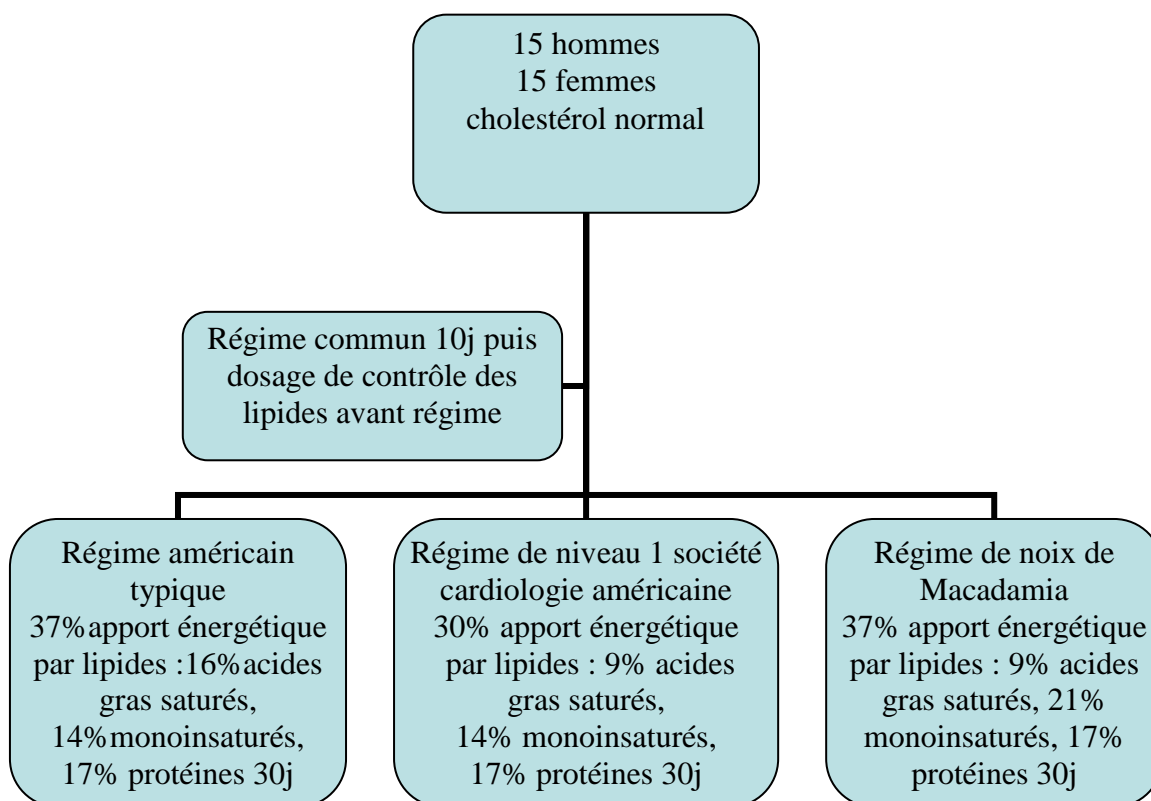 15 hommes
15 femmes
cholestérol normal
Régime commun 10j puis
dosage de contrôle des
lipides avant régime
Régime américain
typique
37%apport énergétique
par lipides :16%acides
gras saturés,
14%monoinsaturés,
17% protéines 30j
Régime de niveau 1 société
cardiologie américaine
30% apport énergétique
par lipides : 9% acides
gras saturés,
14% monoinsaturés,
17% protéines 30j
Régime de noix de
Macadamia
37% apport énergétique
par lipides : 9% acides
gras saturés, 21%
monoinsaturés, 17%
protéines 30j